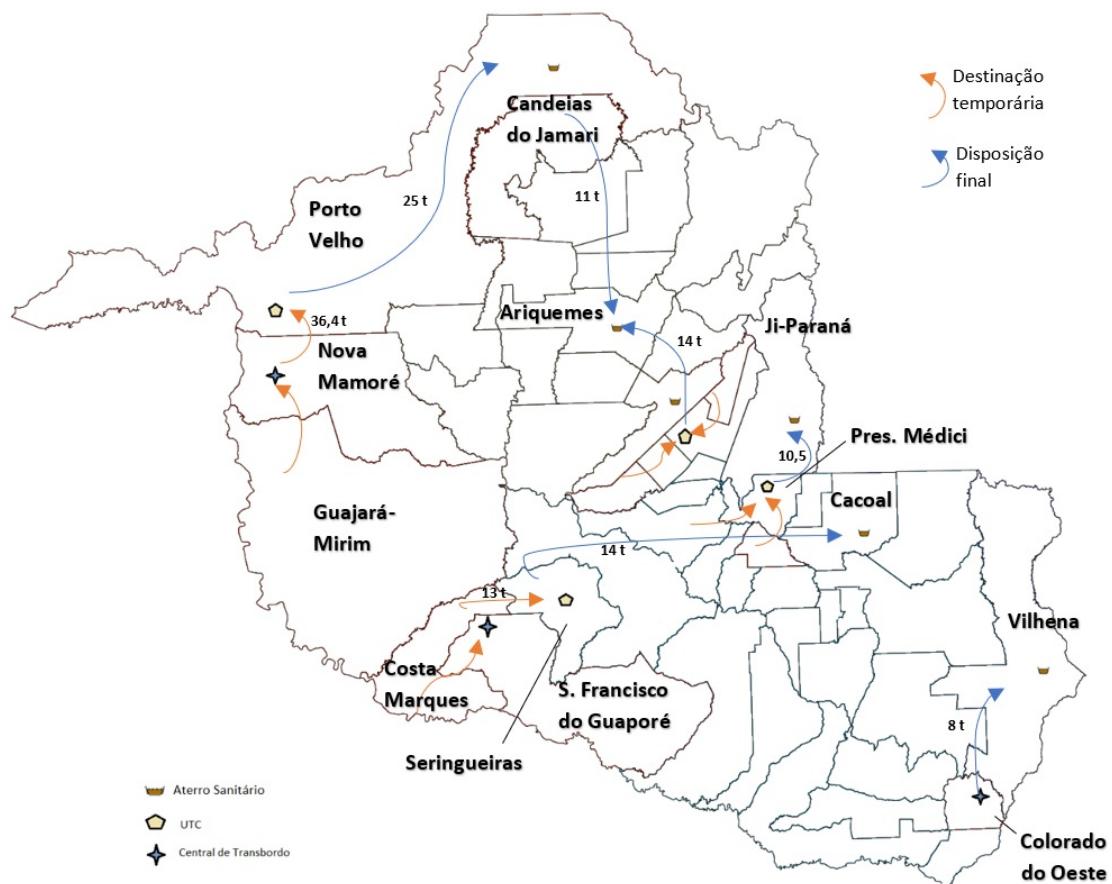 Destinação
temporária
Disposição
final
Candeias
do Jamari
25 t
11 t
Porto
Velho
36,4 t
Ariquemes
Ji-Paraná
14 t
Nova
Mamoré
Pres. Médici
10,5
Cacoal
Guajará-
Mirim
14 t
13 t
Vilhena
Costa
Marques
S. Francisco
do Guaporé
8 t
Seringueiras
Aterro Sanitário
UTC
Central de Transbordo
Colorado
do Oeste